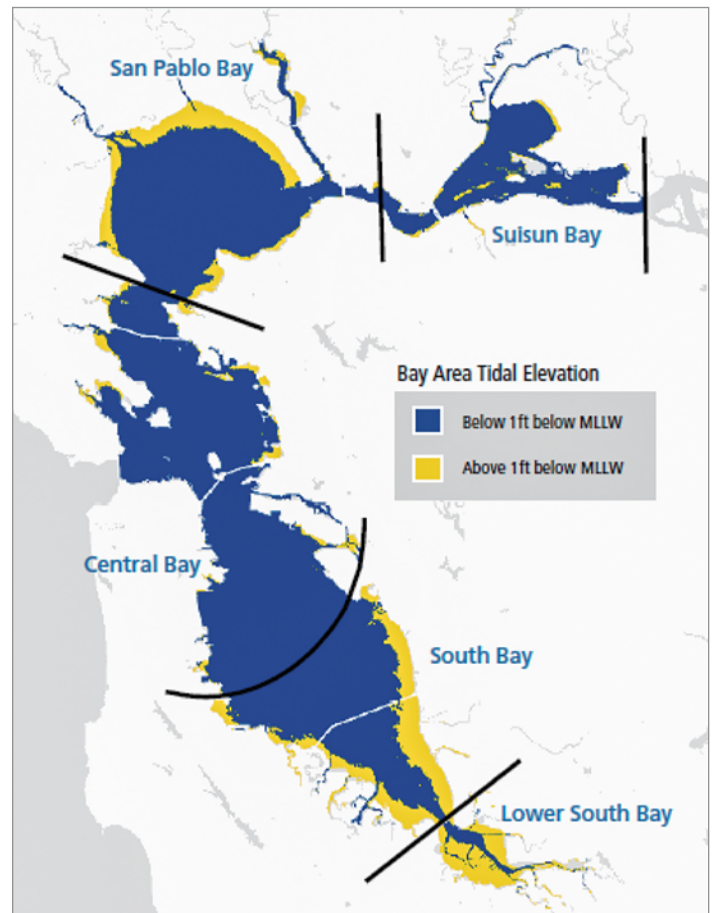 San Pablo Bay
Suisun Bay
Bay Area Tidal Elevation
Below 1ft below MLLW
Above 1ft below MLLW
Central Bay
South Bay
Lower South Bay